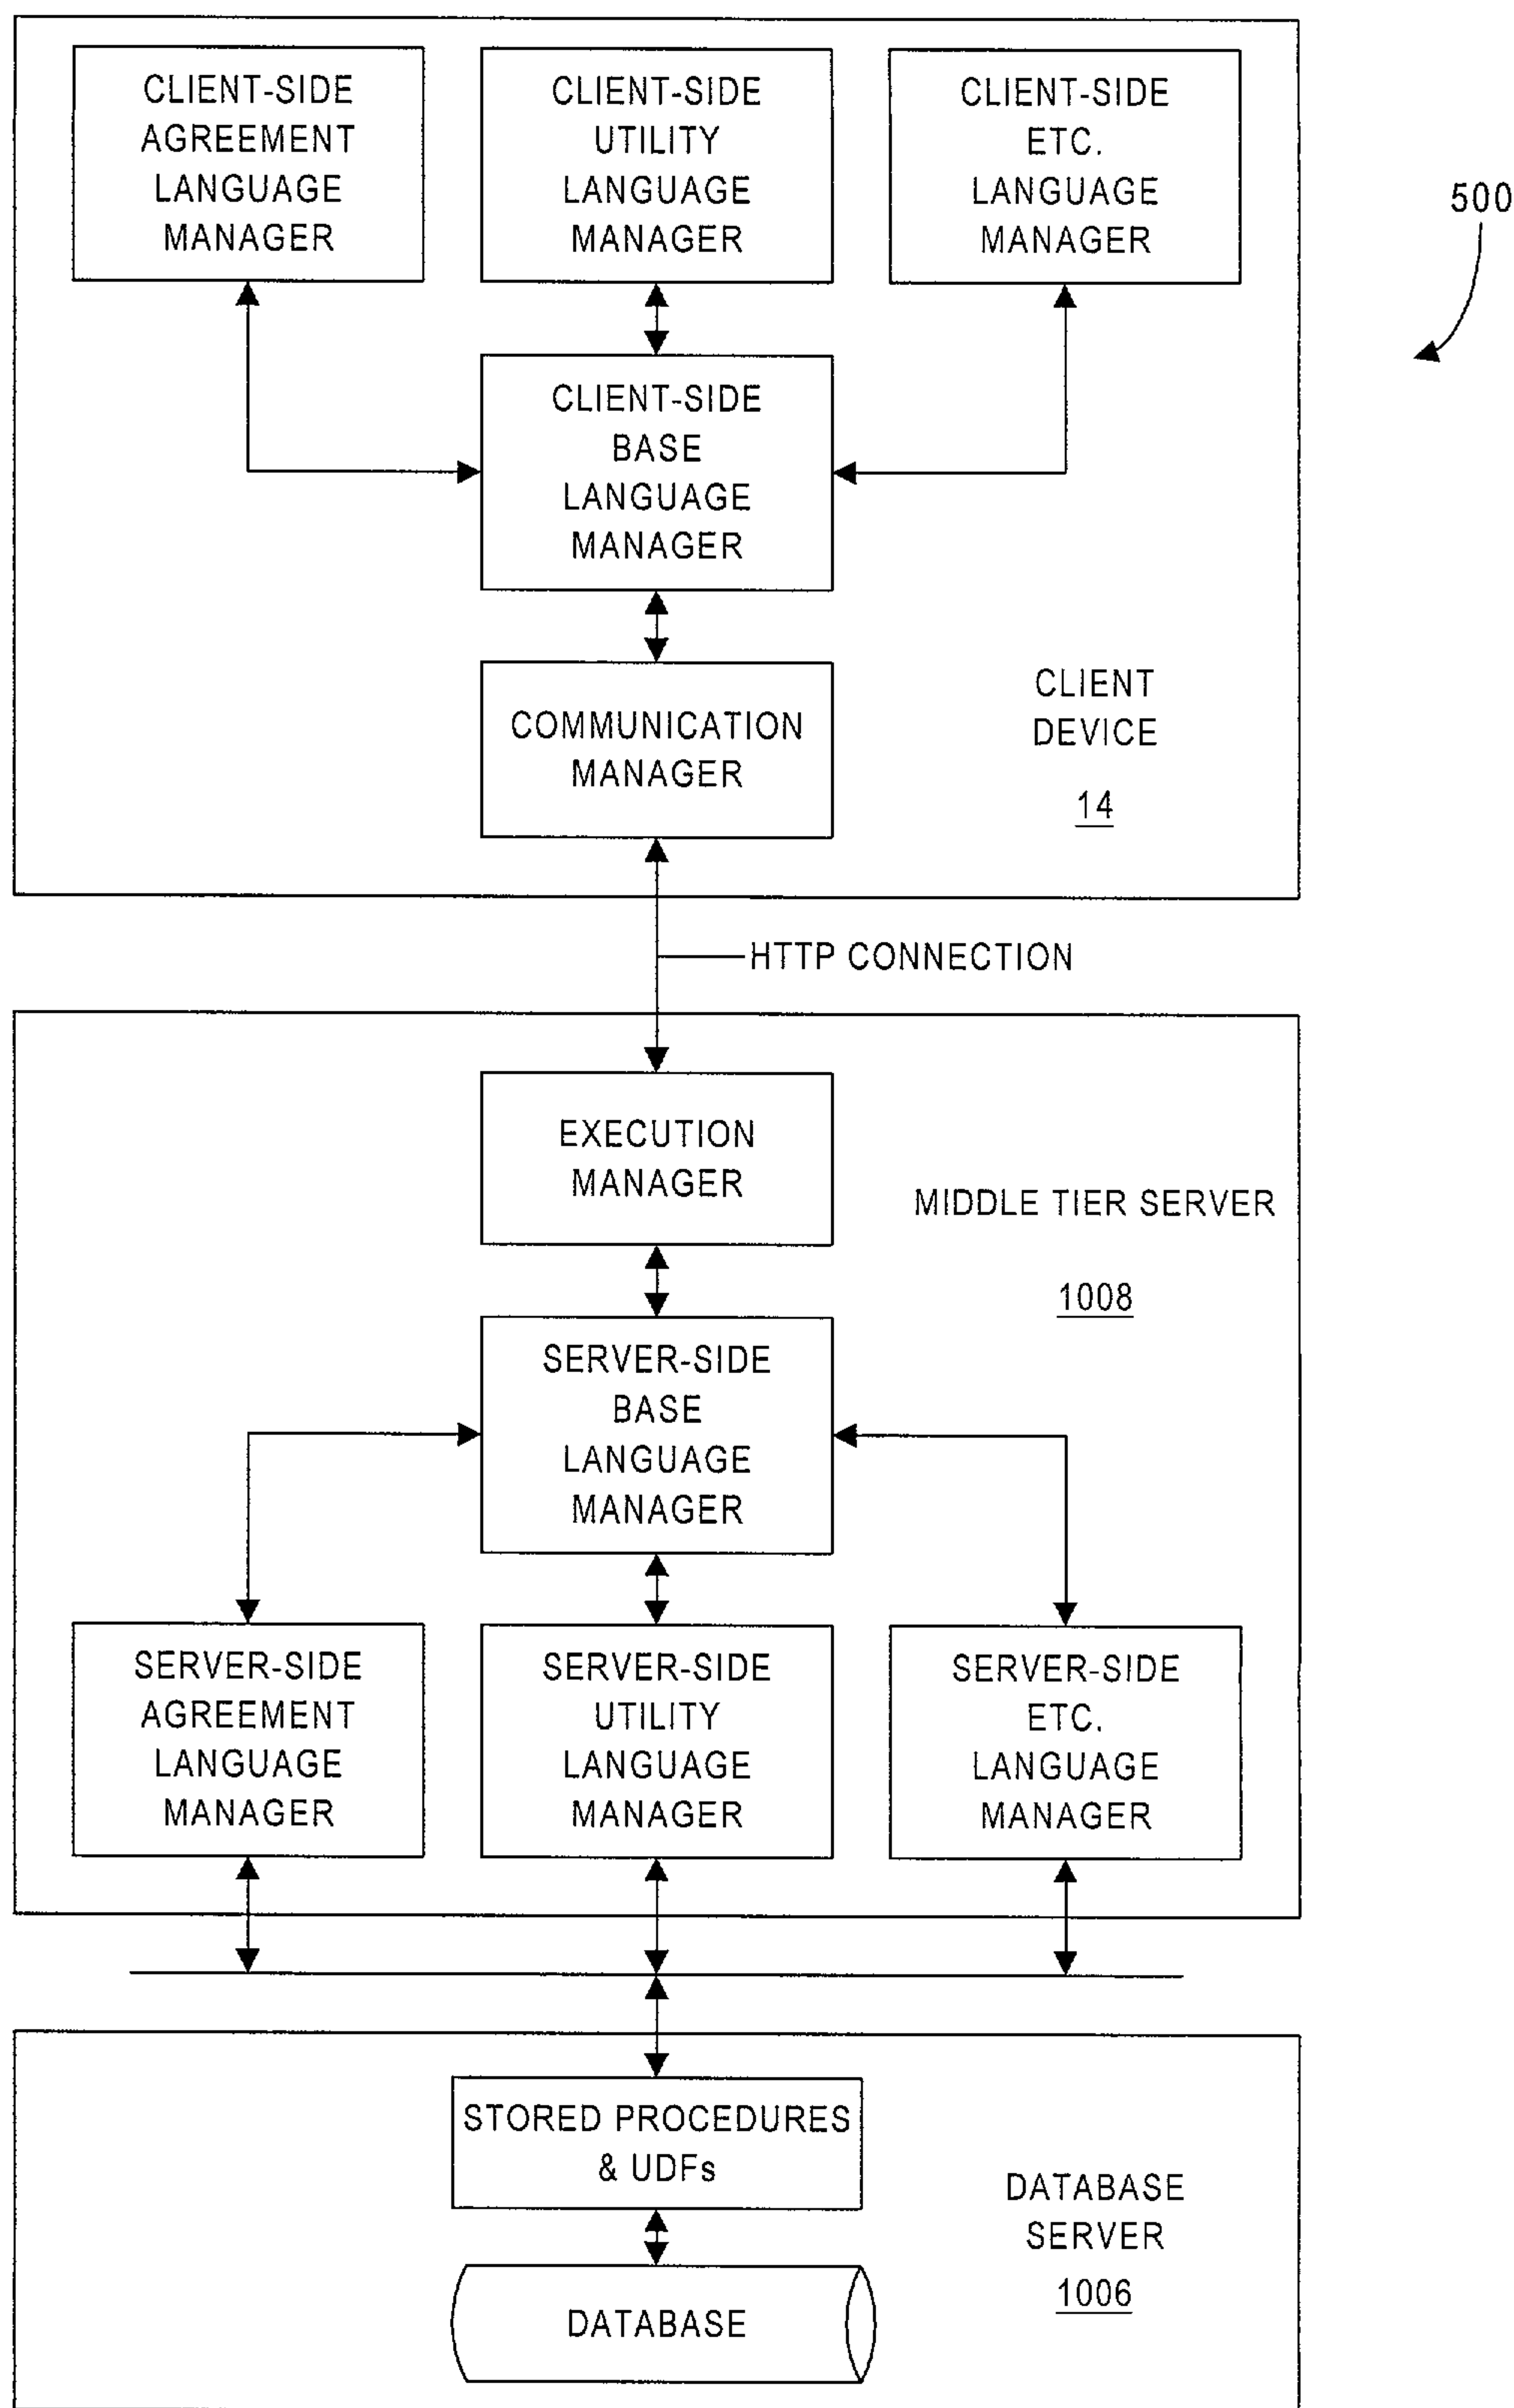 CLIENT-SIDE
AGREEMENT
LANGUAGE
MANAGER
CLIENT-SIDE
UTILITY
LANGUAGE
MANAGER
CLIENT-SIDE
ETC.
LANGUAGE
MANAGER
500
CLIENT-SIDE
BASE
LANGUAGE
MANAGER
COMMUNICATION
MANAGER
CLIENT
DEVICE
14
HTTP CONNECTION
EXECUTION
MANAGER
MIDDLE TIER SERVER
1008
SERVER-SIDE
BASE
LANGUAGE
MANAGER
SERVER-SIDE
AGREEMENT
LANGUAGE
MANAGER
SERVER-SIDE
UTILITY
LANGUAGE
MANAGER
SERVER-SIDE
ETC.
LANGUAGE
MANAGER
STORED PROCEDURES
& UDFs
DATABASE
SERVER
1006
DATABASE